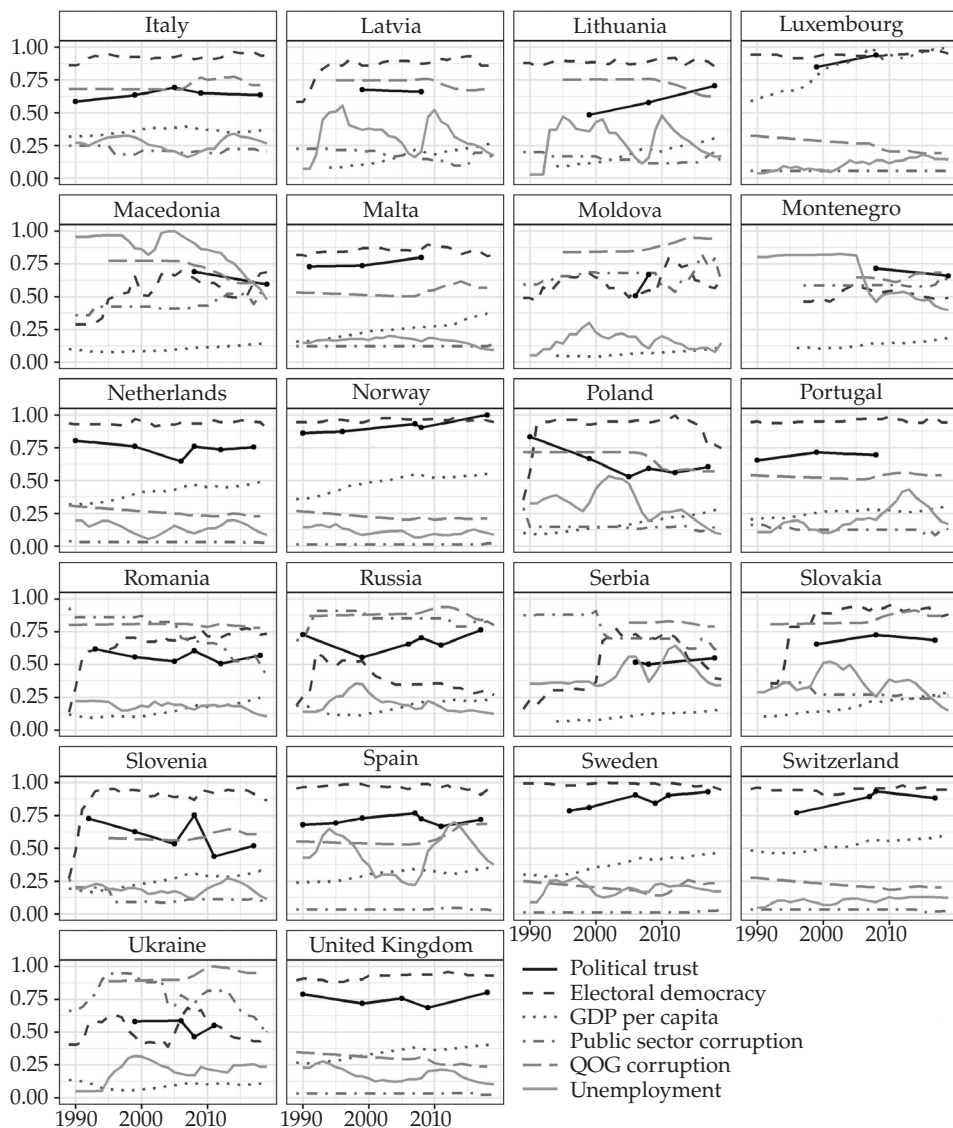 Italy Latvia Lithuania Luxembourg
1.00
0.75
0.50
0.25
0.00
Macedonia Malta Moldova Montenegro
1.00
0.75
0.50
0.25
0.00
Netherlands Norway Poland Portugal
1.00
0.75
0.50
0.25
0.00
Romania Russia Serbia Slovakia
1.00
0.75
0.50
0.25
0.00
Slovenia Spain Sweden Switzerland
1.00
0.75
0.50
0.25
0.00
1990 2000 2010 1990 2000 2010
Ukraine United Kingdom
1.00
0.75
0.50
0.25
0.00
1990 2000 2010 1990 2000 2010
Political trust
Electoral democracy
GDP per capita
Public sector corruption
QOG corruption
Unemployment